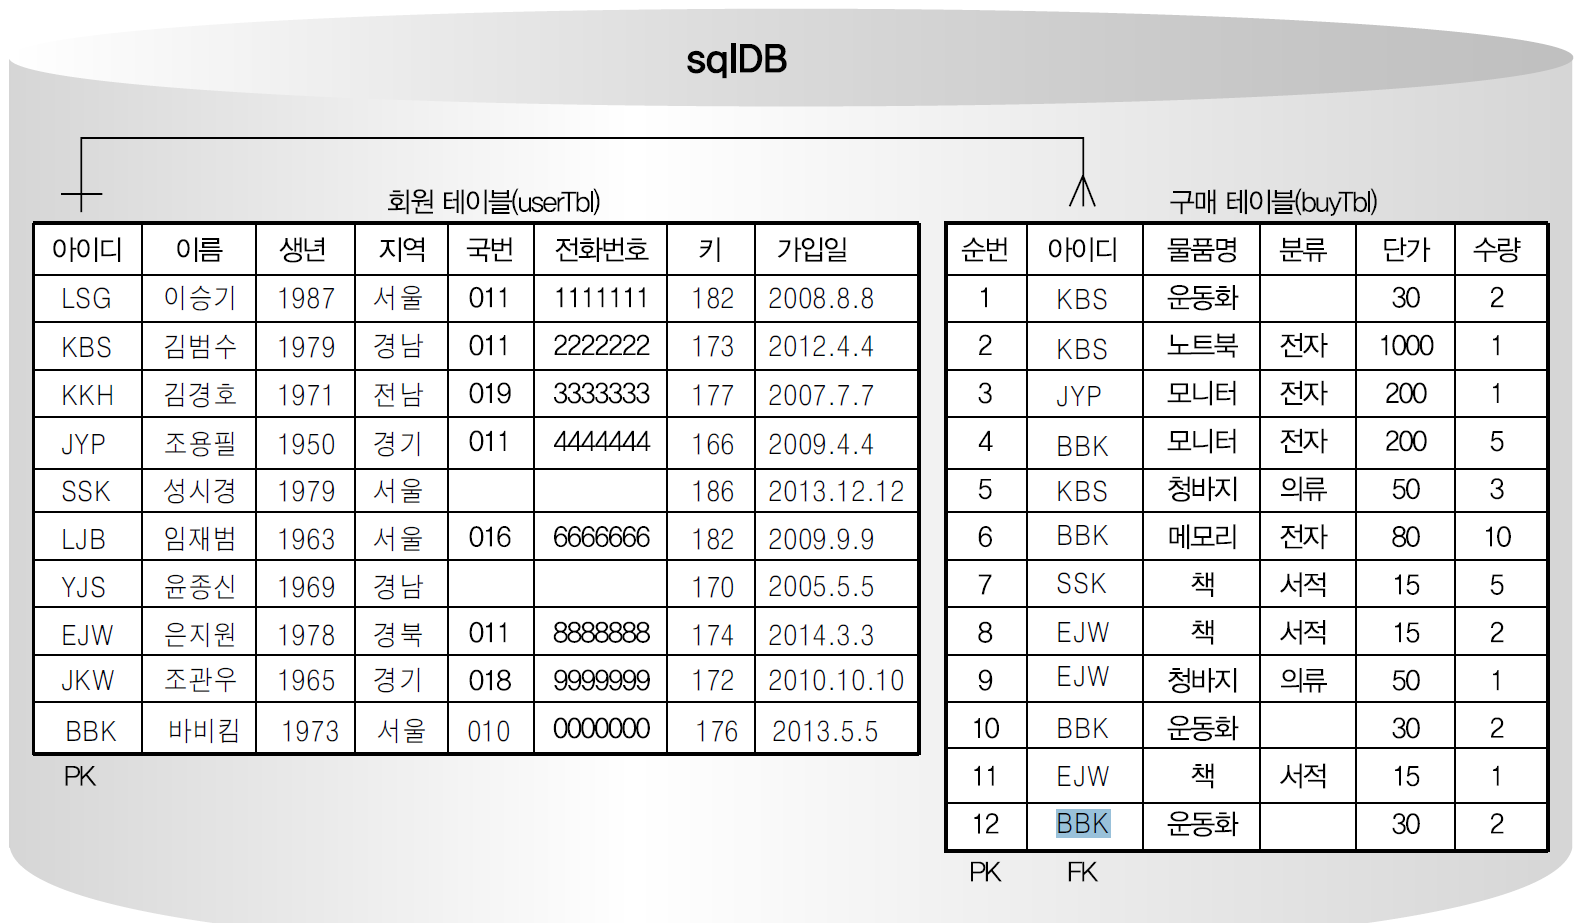 sqlDB
회원 테이블(userTbl)
아이디 이름 생년 지역 국번 전화번호 키 가입일
LSG 이승기 1987 서울 011 1111111 182 2008.8.8
KBS 김범수 1979 경남 011 2222222 173 2012.4.4
KKH 김경호 1971 전남 019 3333333 177 2007.7.7
JYP 조용필 1950 경기 011 4444444 166 2009.4.4
SSK 성시경 1979 서울 186 2013.12.12
LJB 임재범 1963 서울 016 6666666 182 2009.9.9
YJS 윤종신 1969 경남 170 2005.5.5
EJW 은지원 1978 경북 011 8888888 174 2014.3.3
JKW 조관우 1965 경기 018 9999999 172 2010.10.10
BBK 바비킴 1973 서울 010 0000000 176 2013.5.5
PK
구매 테이블(buyTbl)
순번 아이디 물품명 분류 단가 수량
1 KBS 운동화 30 2
2 KBS 노트북 전자 1000 1
3 JYP 모니터 전자 200 1
4 BBK 모니터 전자 200 5
5 KBS 청바지 의류 50 3
6 BBK 메모리 전자 80 10
7 SSK 책 서적 15 5
8 EJW 책 서적 15 2
9 EJW 청바지 의류 50 1
10 BBK 운동화 30 2
11 EJW 책 서적 15 1
12 BBK 운동화 30 2
PK FK